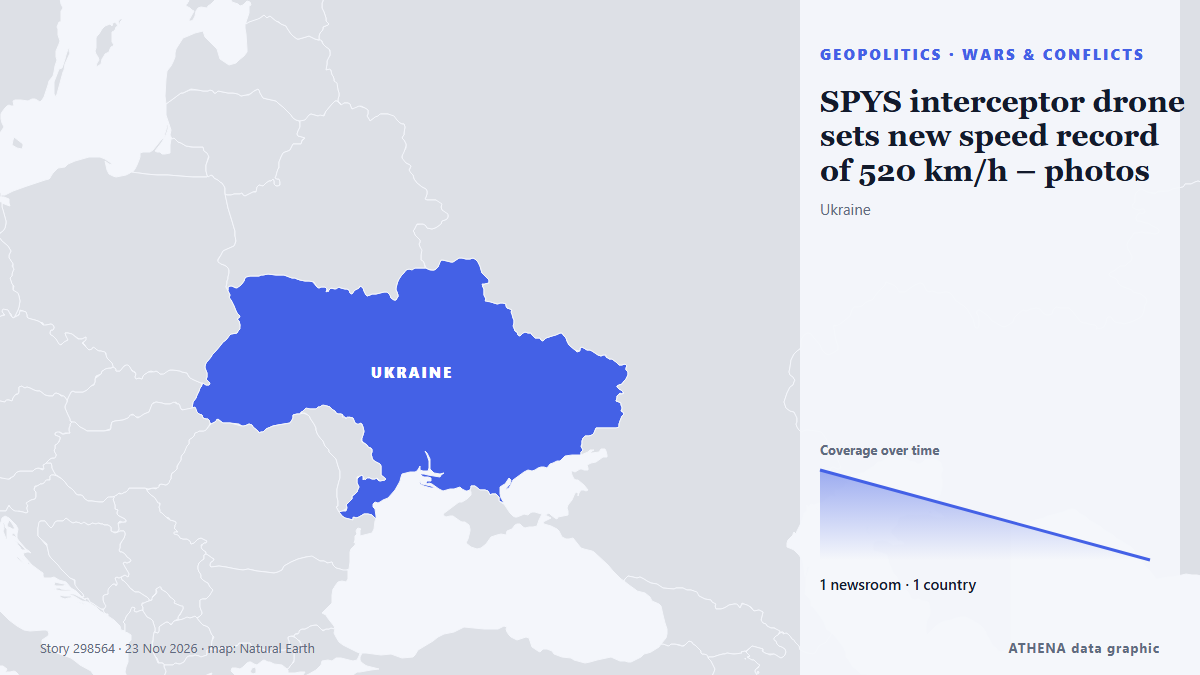 GEOPOLITICS · WARS & CONFLICTS
SPYS interceptor drone
sets new speed record
of 520 km/h – photos
Ukraine
UKRAINE
Coverage over time
1 newsroom · 1 country
Story 298564 · 23 Nov 2026 · map: Natural Earth
ATHENA data graphic